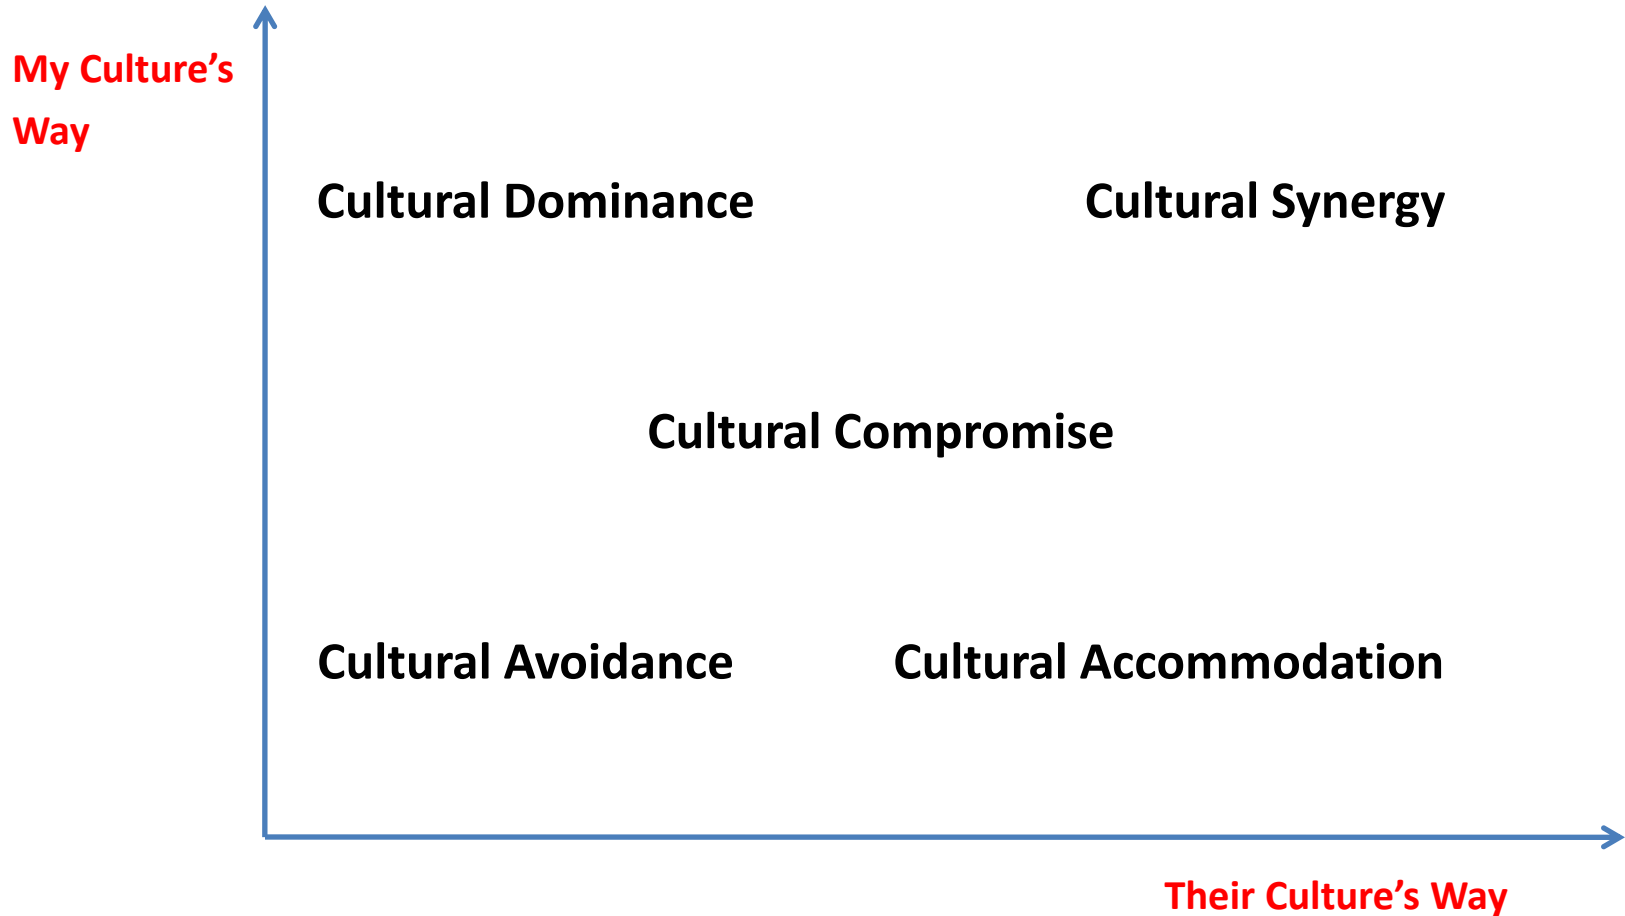 My Culture’s
Way
Cultural Dominance
Cultural Synergy
Cultural Compromise
Cultural Avoidance
Cultural Accommodation
Their Culture’s Way